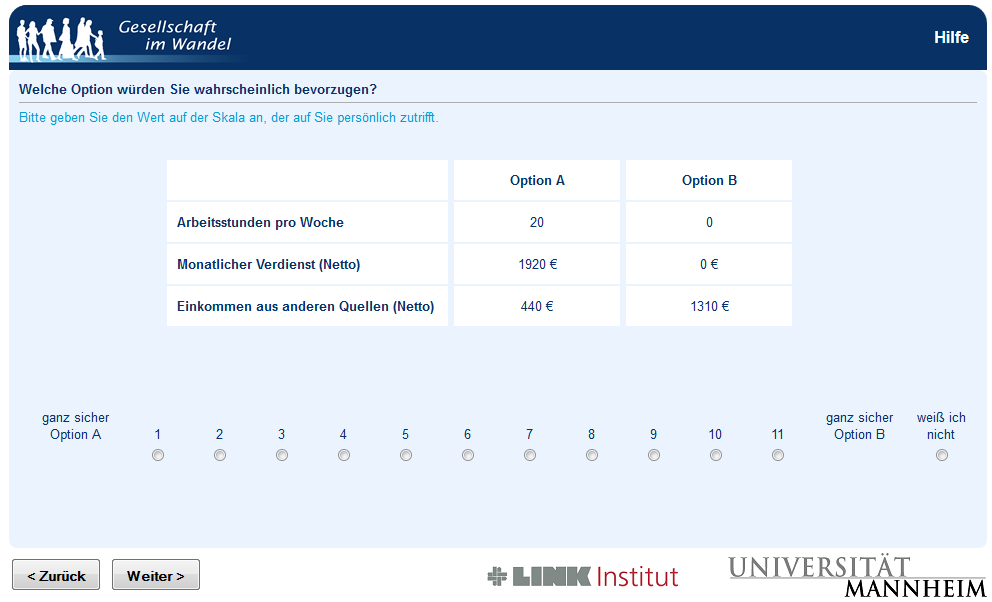 Gesellschaft
im Wandel
Hilfe
Welche Option würden Sie wahrscheinlich bevorzugen?
Bitte geben Sie den Wert auf der Skala an, der auf Sie persönlich zutrifft.
Option A Option B
Arbeitsstunden pro Woche 20 0
Monatlicher Verdienst (Netto) 1920 € 0 €
Einkommen aus anderen Quellen (Netto) 440 € 1310 €
ganz sicher ganz sicher weiß ich
Option A 1 2 3 4 5 6 7 8 9 10 11 Option B nicht
< Zurück Weiter >
LINK Institut
UNIVERSITÄT
MANNHEIM